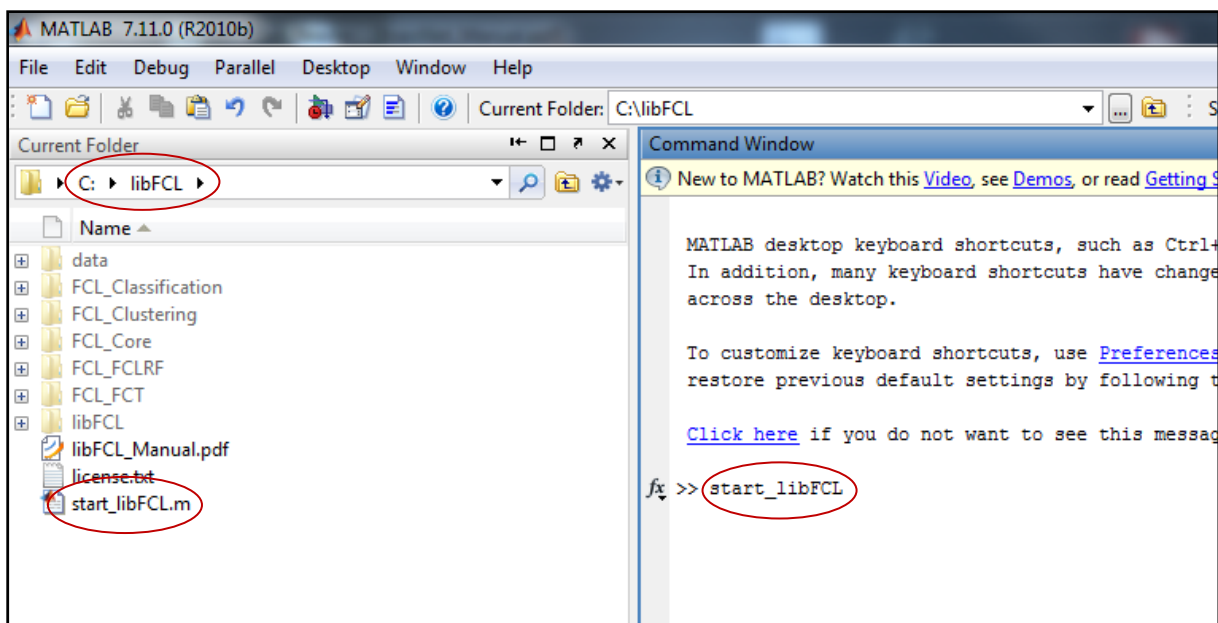 MATLAB 7.11.0 (R2010b)
File Edit Debug Parallel Desktop Window Help
Current Folder: C:\libFCL ... S
Current Folder
C: libFCL
Name
data
FCL_Classification
FCL_Clustering
FCL_Core
FCL_FCLRF
FCL_FCT
libFCL
libFCL_Manual.pdf
license.txt
start_libFCL.m
Command Window
New to MATLAB? Watch this Video, see Demos, or read Getting S
MATLAB desktop keyboard shortcuts, such as Ctrl+
In addition, many keyboard shortcuts have change
across the desktop.
To customize keyboard shortcuts, use Preferences
restore previous default settings by following t
Click here if you do not want to see this messag
fx >> start_libFCL